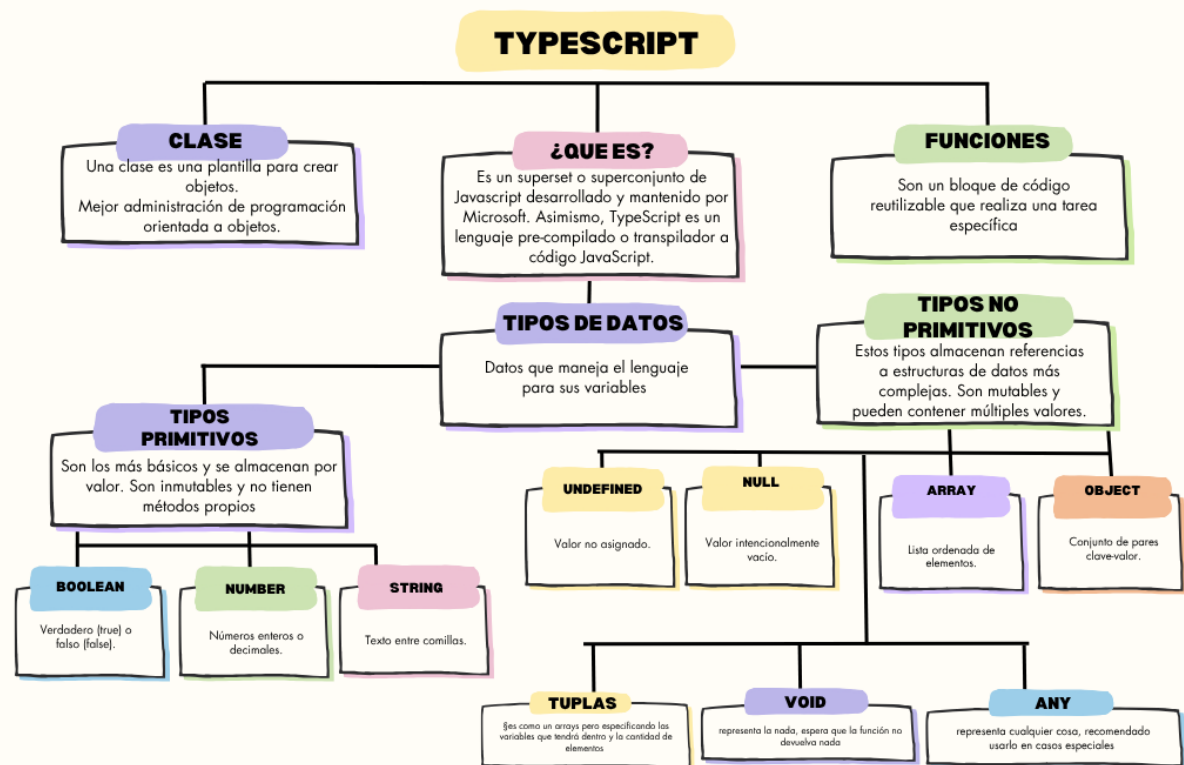 TYPESCRIPT
CLASE
Una clase es una plantilla para crear
objetos.
Mejor administración de programación
orientada a objetos.
¿QUE ES?
Es un superset o superconjunto de
Javascript desarrollado y mantenido por
Microsoft. Asimismo, TypeScript es un
lenguaje pre-compilado o transpilador a
código JavaScript.
FUNCIONES
Son un bloque de código
reutilizable que realiza una tarea
específica
TIPOS DE DATOS
Datos que maneja el lenguaje
para sus variables
TIPOS NO
PRIMITIVOS
Estos tipos almacenan referencias
a estructuras de datos más
complejas. Son mutables y
pueden contener múltiples valores.
TIPOS
PRIMITIVOS
Son los más básicos y se almacenan por
valor. Son inmutables y no tienen
métodos propios
UNDEFINED
Valor no asignado.
NULL
Valor intencionalmente
vacío.
ARRAY
Lista ordenada de
elementos.
OBJECT
Conjunto de pares
clave-valor.
BOOLEAN
Verdadero (true) o
falso (false).
NUMBER
Números enteros o
decimales.
STRING
Texto entre comillas.
TUPLAS
§es como un arrays pero especificando las
variables que tendrá dentro y la cantidad de
elementos
VOID
representa la nada, espera que la función no
devuelva nada
ANY
representa cualquier cosa, recomendado
usarlo en casos especiales